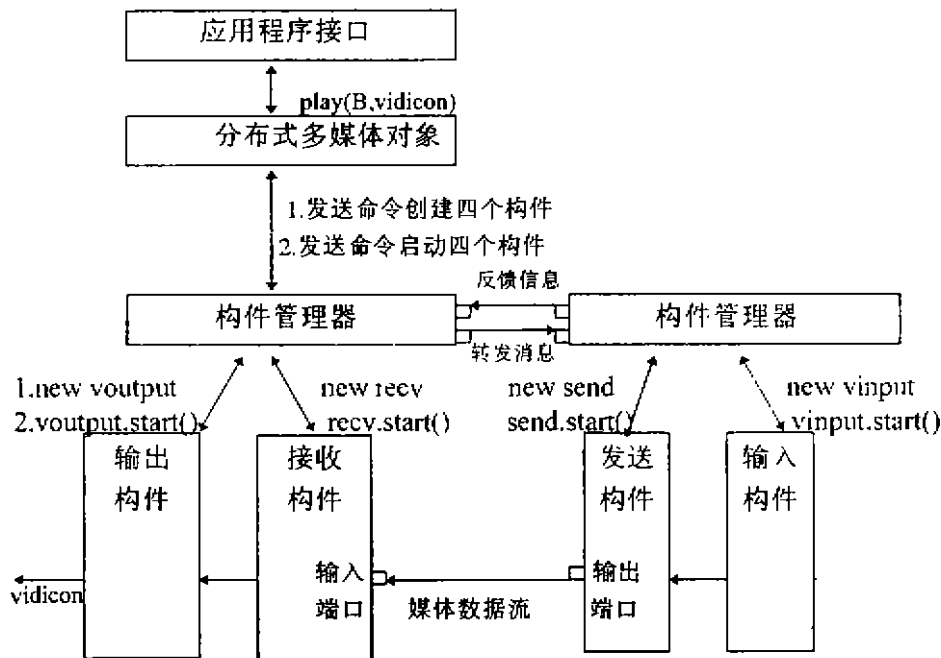 应用程序接口
play(B,vidicon)
分布式多媒体对象
1.发送命令创建四个构件
2.发送命令启动四个构件
反馈信息
构件管理器
构件管理器
转发消息
1.new voutput
2.voutput.start()
new recv
recv.start()
new send
send.start()
new vinput
vinput.start()
输出
构件
接收
构件
发送
构件
输入
构件
输入
端口
输出
端口
vidicon
媒体数据流